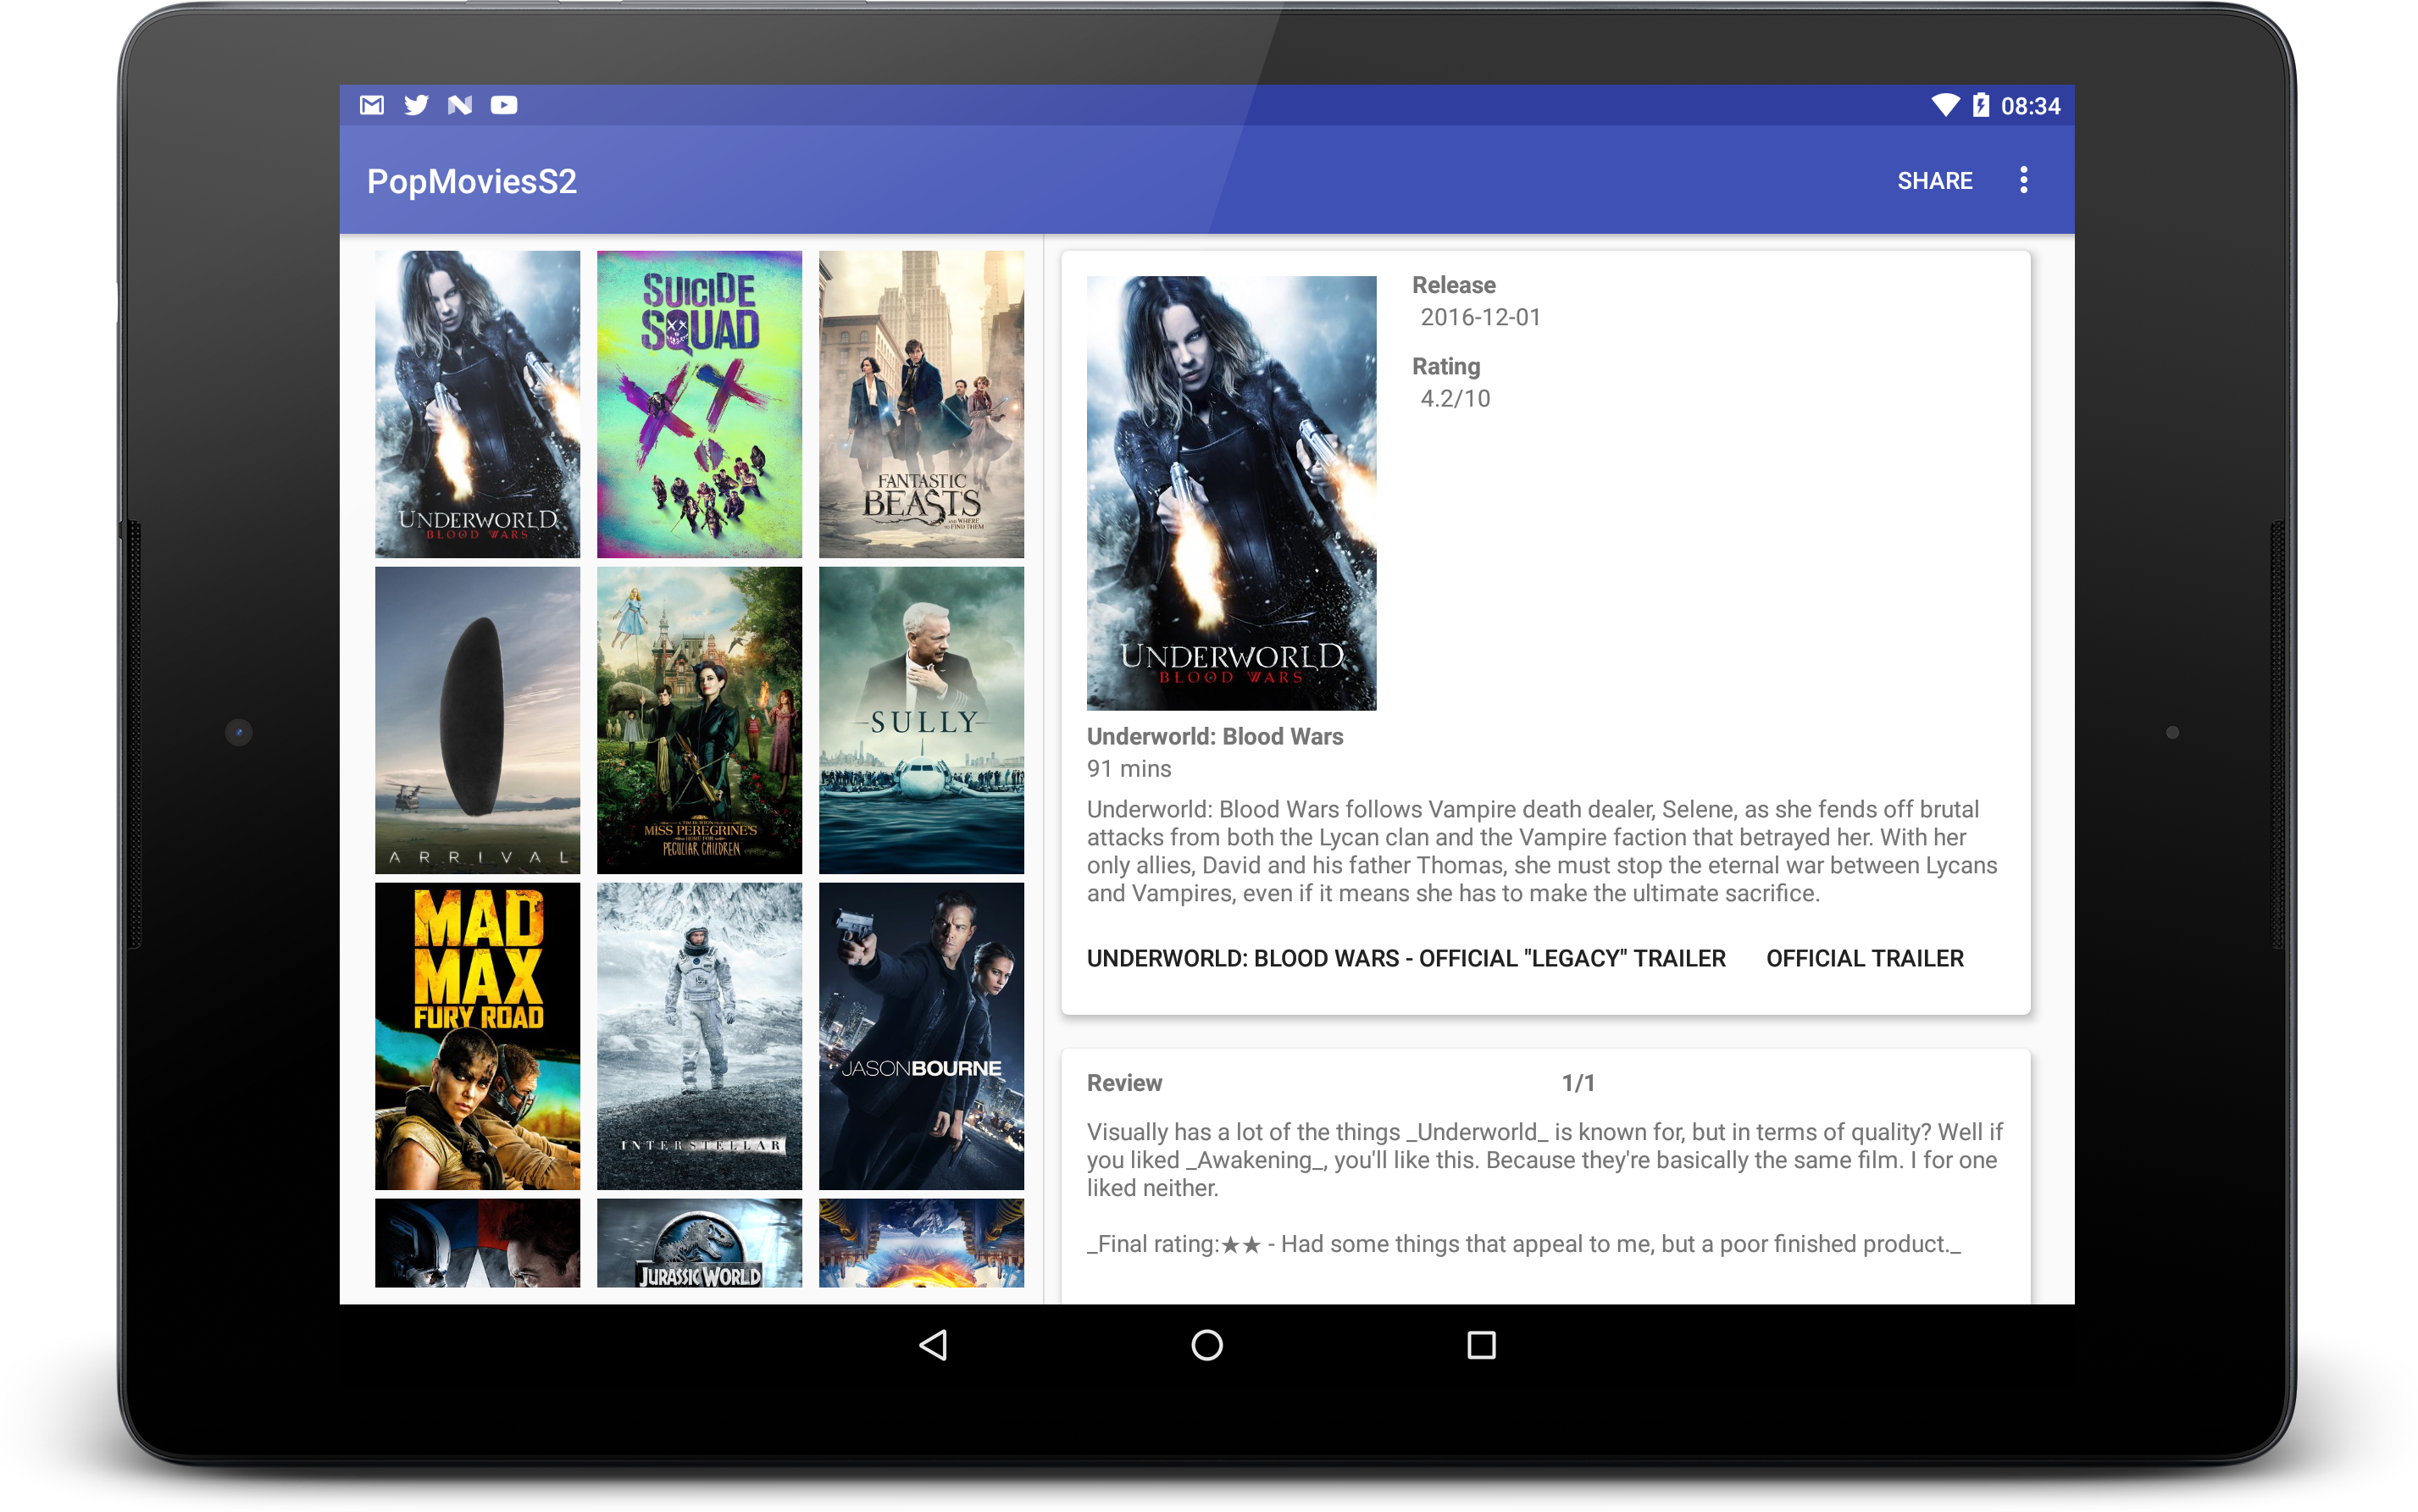 08:34
PopMoviesS2
SHARE
UNDERWORLD
BLOOD WARS
SUICIDE
SQUAD
FANTASTIC
BEASTS
AND WHERE
TO FIND THEM
ARRIVAL
MISS PEREGRINE'S
HOME FOR
PECULIAR CHILDREN
SULLY
MAD
MAX
FURY ROAD
INTERSTELLAR
JASON BOURNE
JURASSIC WORLD
UNDERWORLD
BLOOD WARS
Release
2016-12-01
Rating
4.2/10
Underworld: Blood Wars
91 mins
Underworld: Blood Wars follows Vampire death dealer, Selene, as she fends off brutal
attacks from both the Lycan clan and the Vampire faction that betrayed her. With her
only allies, David and his father Thomas, she must stop the eternal war between Lycans
and Vampires, even if it means she has to make the ultimate sacrifice.
UNDERWORLD: BLOOD WARS - OFFICIAL "LEGACY" TRAILER OFFICIAL TRAILER
Review 1/1
Visually has a lot of the things _Underworld_ is known for, but in terms of quality? Well if
you liked _Awakening_, you'll like this. Because they're basically the same film. I for one
liked neither.
_Final rating:★★ - Had some things that appeal to me, but a poor finished product._